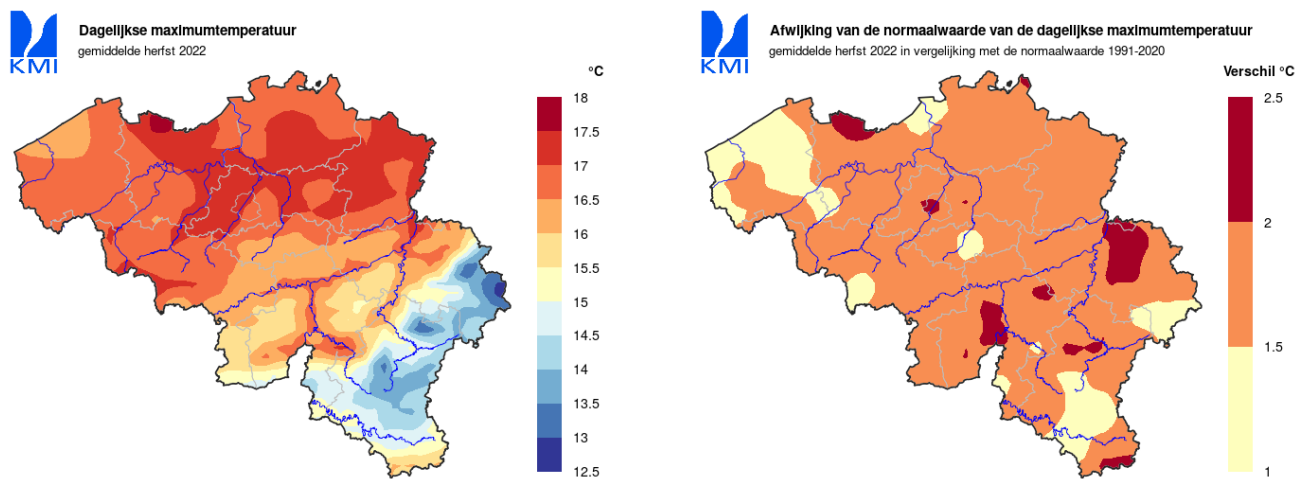 KMI
Dagelijkse maximumtemperatuur
gemiddelde herfst 2022
°C
18
17.5
17
16.5
16
15.5
15
14.5
14
13.5
13
12.5
KMI
Afwijking van de normaalwaarde van de dagelijkse maximumtemperatuur
gemiddelde herfst 2022 in vergelijking met de normaalwaarde 1991-2020
Verschil °C
2.5
2
1.5
1